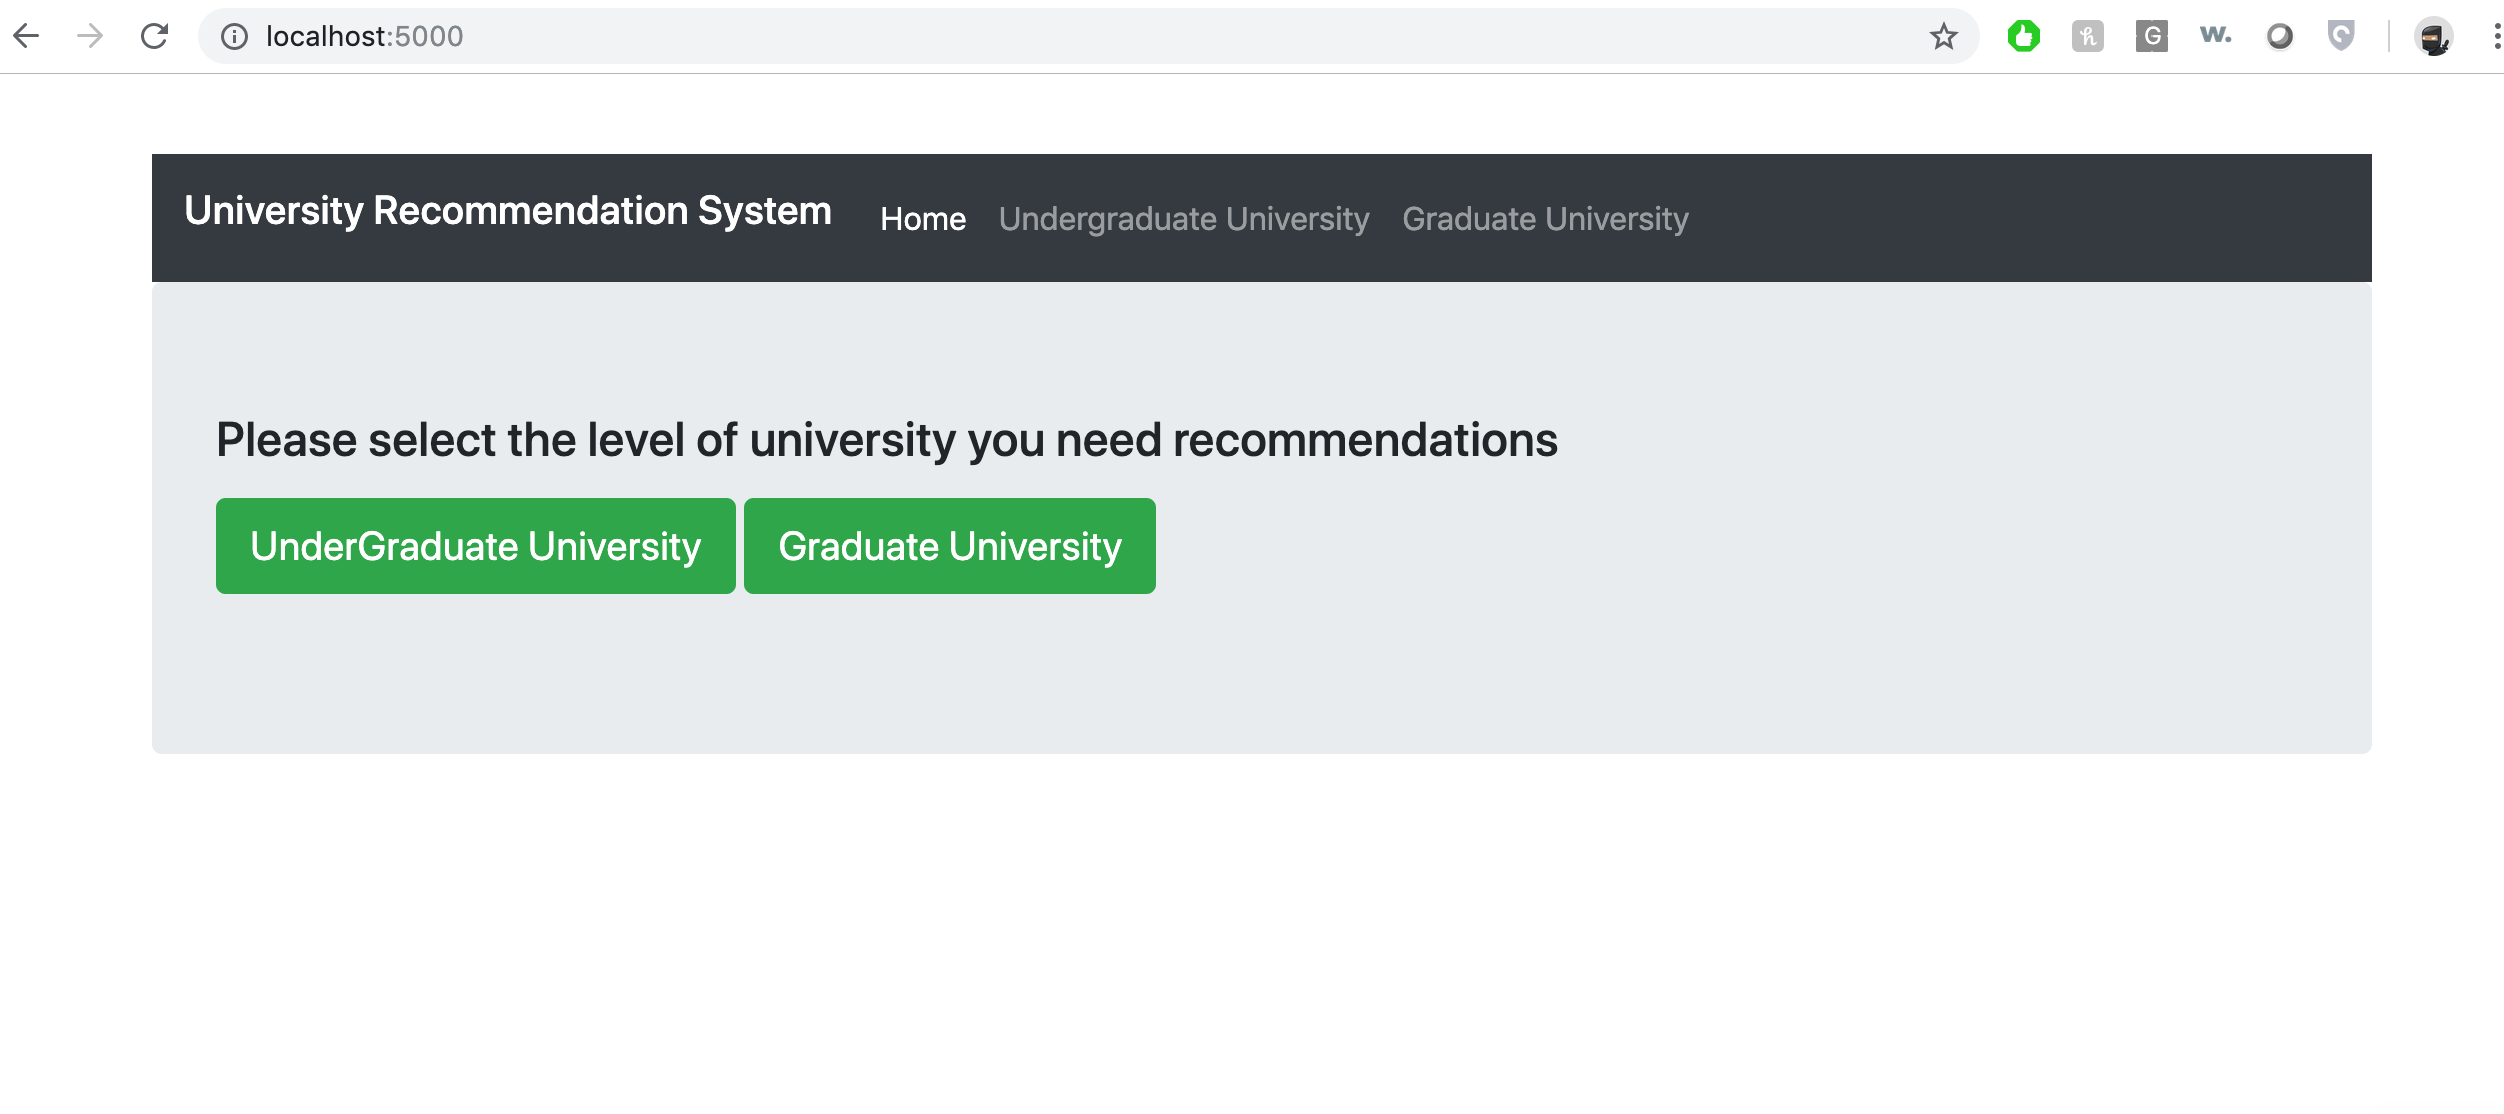 localhost:5000
University Recommendation System Home Undergraduate University Graduate University
Please select the level of university you need recommendations
UnderGraduate University Graduate University